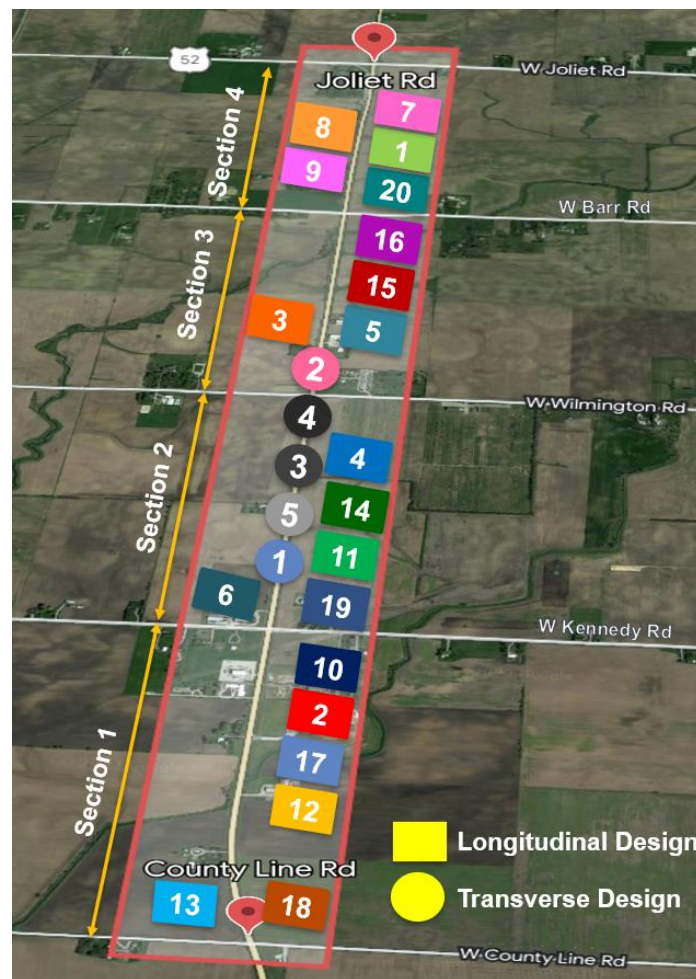 52
W Joliet Rd
Joliet Rd
Section 4
7
8
1
9
20
W Barr Rd
Section 3
16
15
3
5
2
W Wilmington Rd
4
Section 2
3
4
5
14
1
11
6
19
W Kennedy Rd
10
Section 1
2
17
12
Longitudinal Design
County Line Rd
13
18
Transverse Design
W County Line Rd